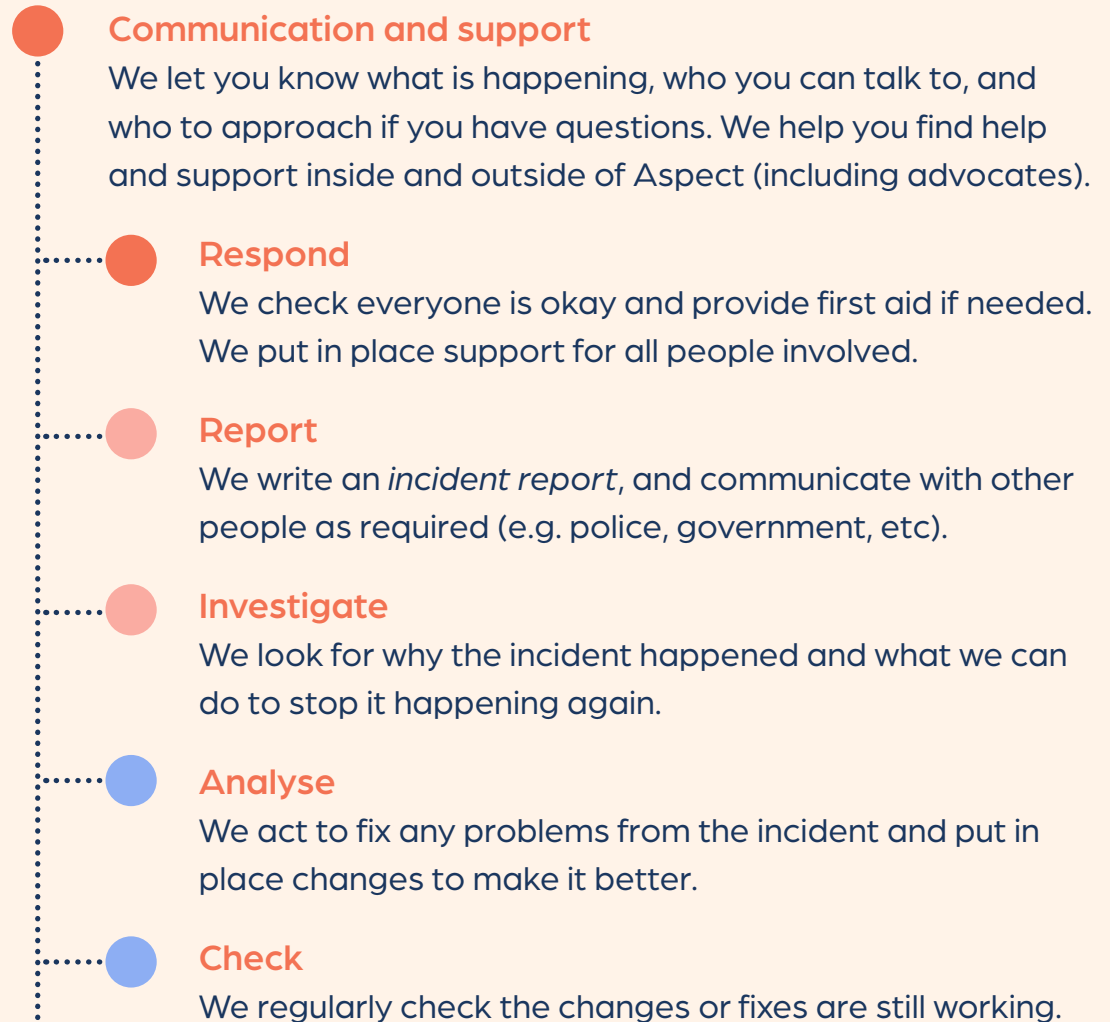 Communication and support
We let you know what is happening, who you can talk to, and
who to approach if you have questions. We help you find help
and support inside and outside of Aspect (including advocates).
Respond
We check everyone is okay and provide first aid if needed.
We put in place support for all people involved.
Report
We write an incident report, and communicate with other
people as required (e.g. police, government, etc).
Investigate
We look for why the incident happened and what we can
do to stop it happening again.
Analyse
We act to fix any problems from the incident and put in
place changes to make it better.
Check
We regularly check the changes or fixes are still working.